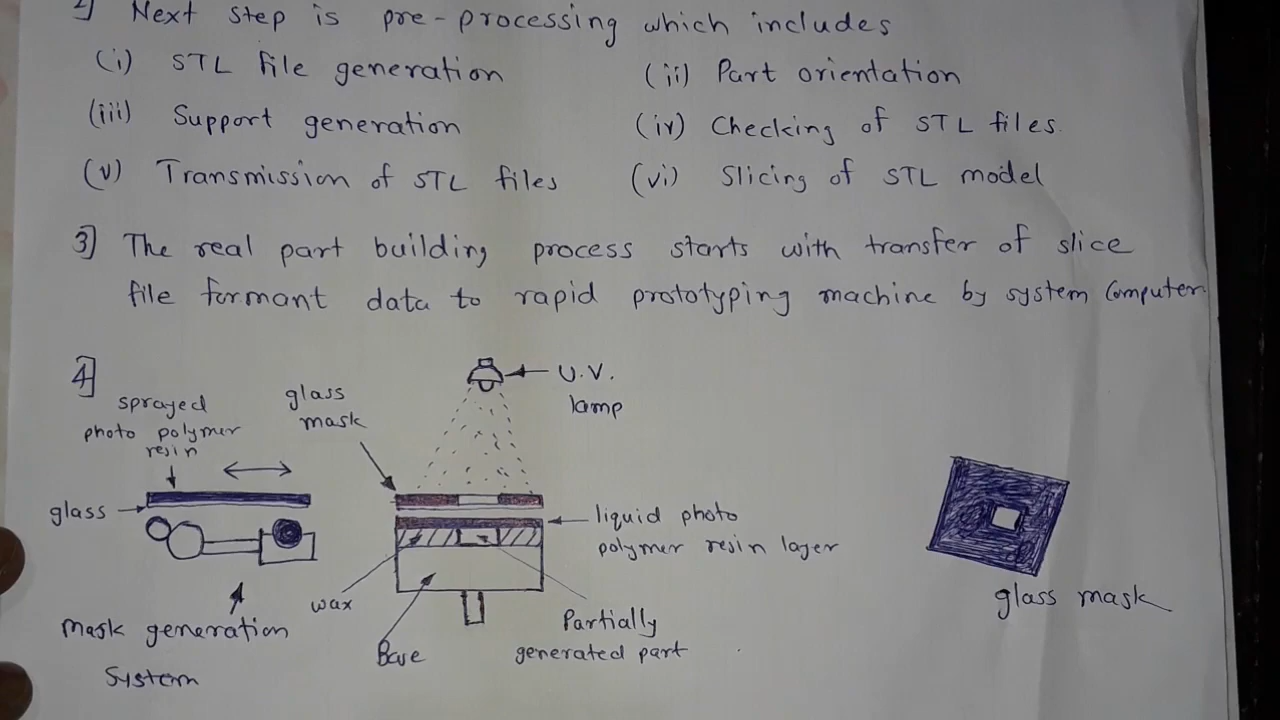 2] Next step is pre-processing which includes
(i) STL file generation (ii) Part orientation
(iii) Support generation (iv) Checking of STL files.
(v) Transmission of STL files (vi) Slicing of STL model
3] The real part building process starts with transfer of slice
file formant data to rapid prototyping machine by system computer.
4]
sprayed
photo polymer
resin
glass
mask
U.V.
lamp
glass
liquid photo
polymer resin layer
wax
Mask generation
System
Base
Partially
generated part
glass mask